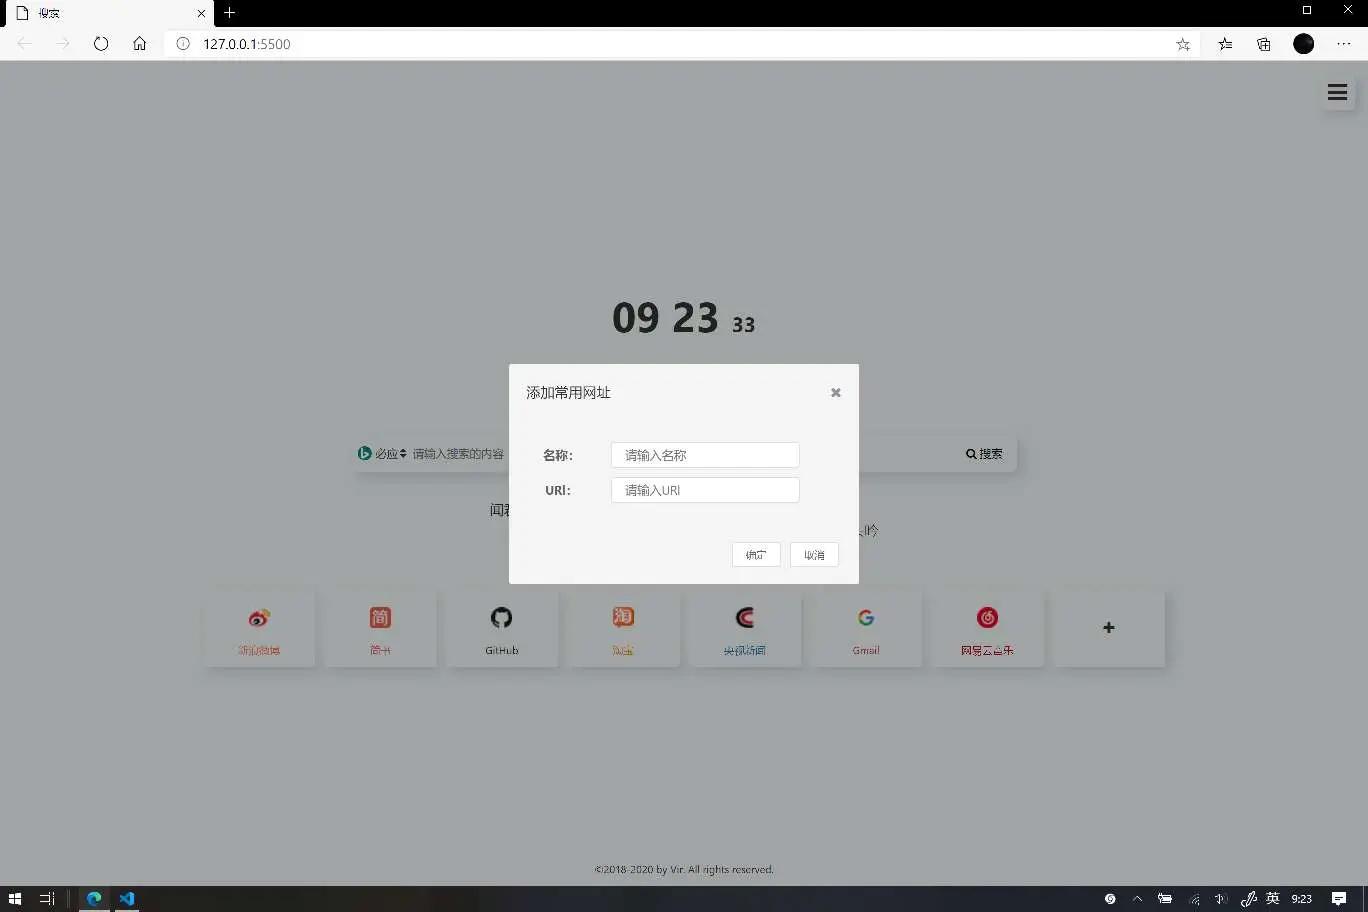 搜索
127.0.0.1:5500
09 23 33
添加常用网址
名称：
请输入名称
URl：
请输入URl
确定
取消
必应
请输入搜索的内容
搜索
闻
吟
新浪微博
简
简书
GitHub
淘
淘宝
央视新闻
Gmail
网易云音乐
©2018-2020 by Vir. All rights reserved.
英
9:23